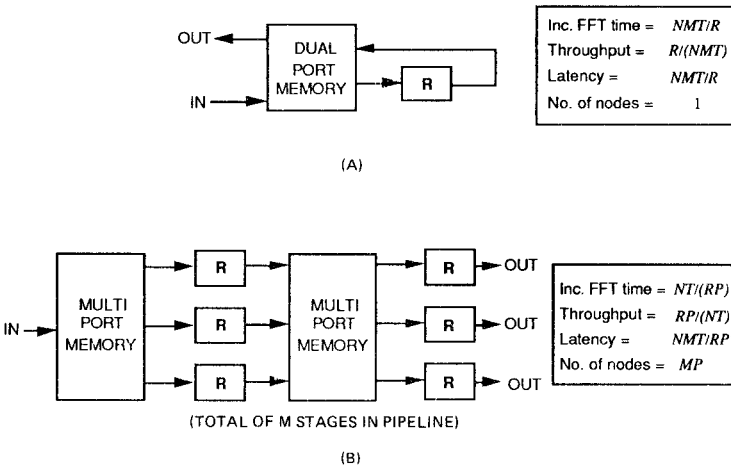 OUT
DUAL
PORT
MEMORY
R
IN
Inc. FFT time = NMT/R
Throughput = R/(NMT)
Latency = NMT/R
No. of nodes = 1
(A)
IN
MULTI
PORT
MEMORY
R
R
R
MULTI
PORT
MEMORY
R
R
R
OUT
OUT
OUT
Inc. FFT time = NT/(RP)
Throughput = RP/(NT)
Latency = NMT/RP
No. of nodes = MP
(TOTAL OF M STAGES IN PIPELINE)
(B)